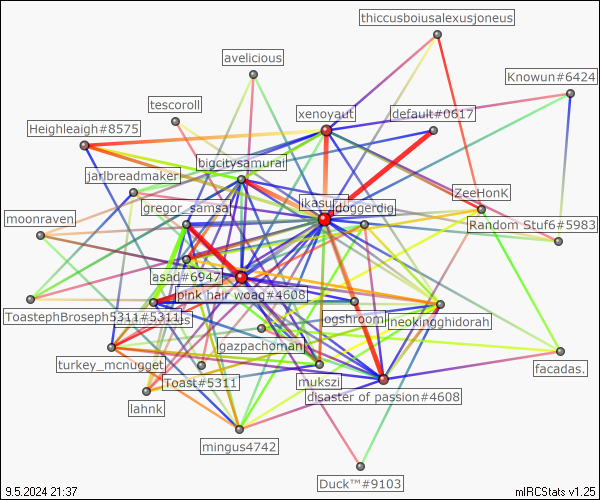 thiccusboiusalexusjoneus
avelicious
Knowun#6424
tescoroll
xenoyaut
default#0617
Heighleaigh#8575
bigcitysamurai
jarlbreadmaker
ZeeHonK
ikasura
doggerdig
gregor_samsa
moonraven
Random Stuf6#5983
asad#6947
pink hair woag#4608
ToastephBroseph5311#5311
ogshroom
neokingghidorah
gazpachoman
turkey_mcnugget
facadas.
Toast#5311
mukszi
disaster of passion#4608
lahnk
mingus4742
Duck™#9103
9.5.2024 21:37
mIRCStats v1.25